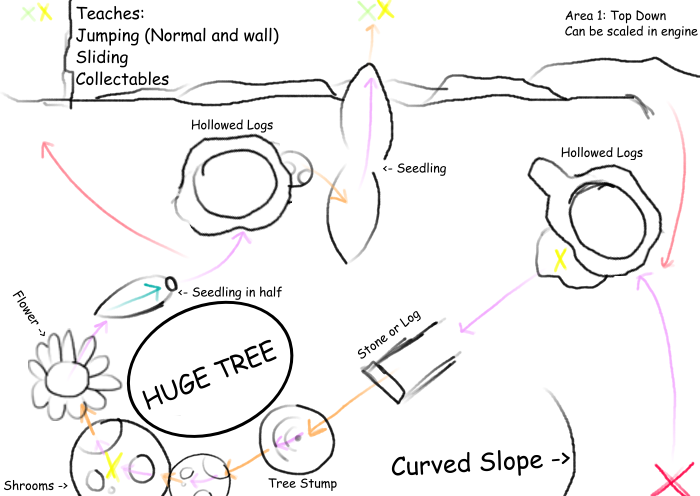 Teaches:
Jumping (Normal and wall)
Sliding
Collectables
Area 1: Top Down
Can be scaled in engine
Hollowed Logs
Hollowed Logs
<- Seedling
<- Seedling in half
Flower ->
HUGE TREE
Stone or Log
Shrooms ->
Tree Stump
Curved Slope ->